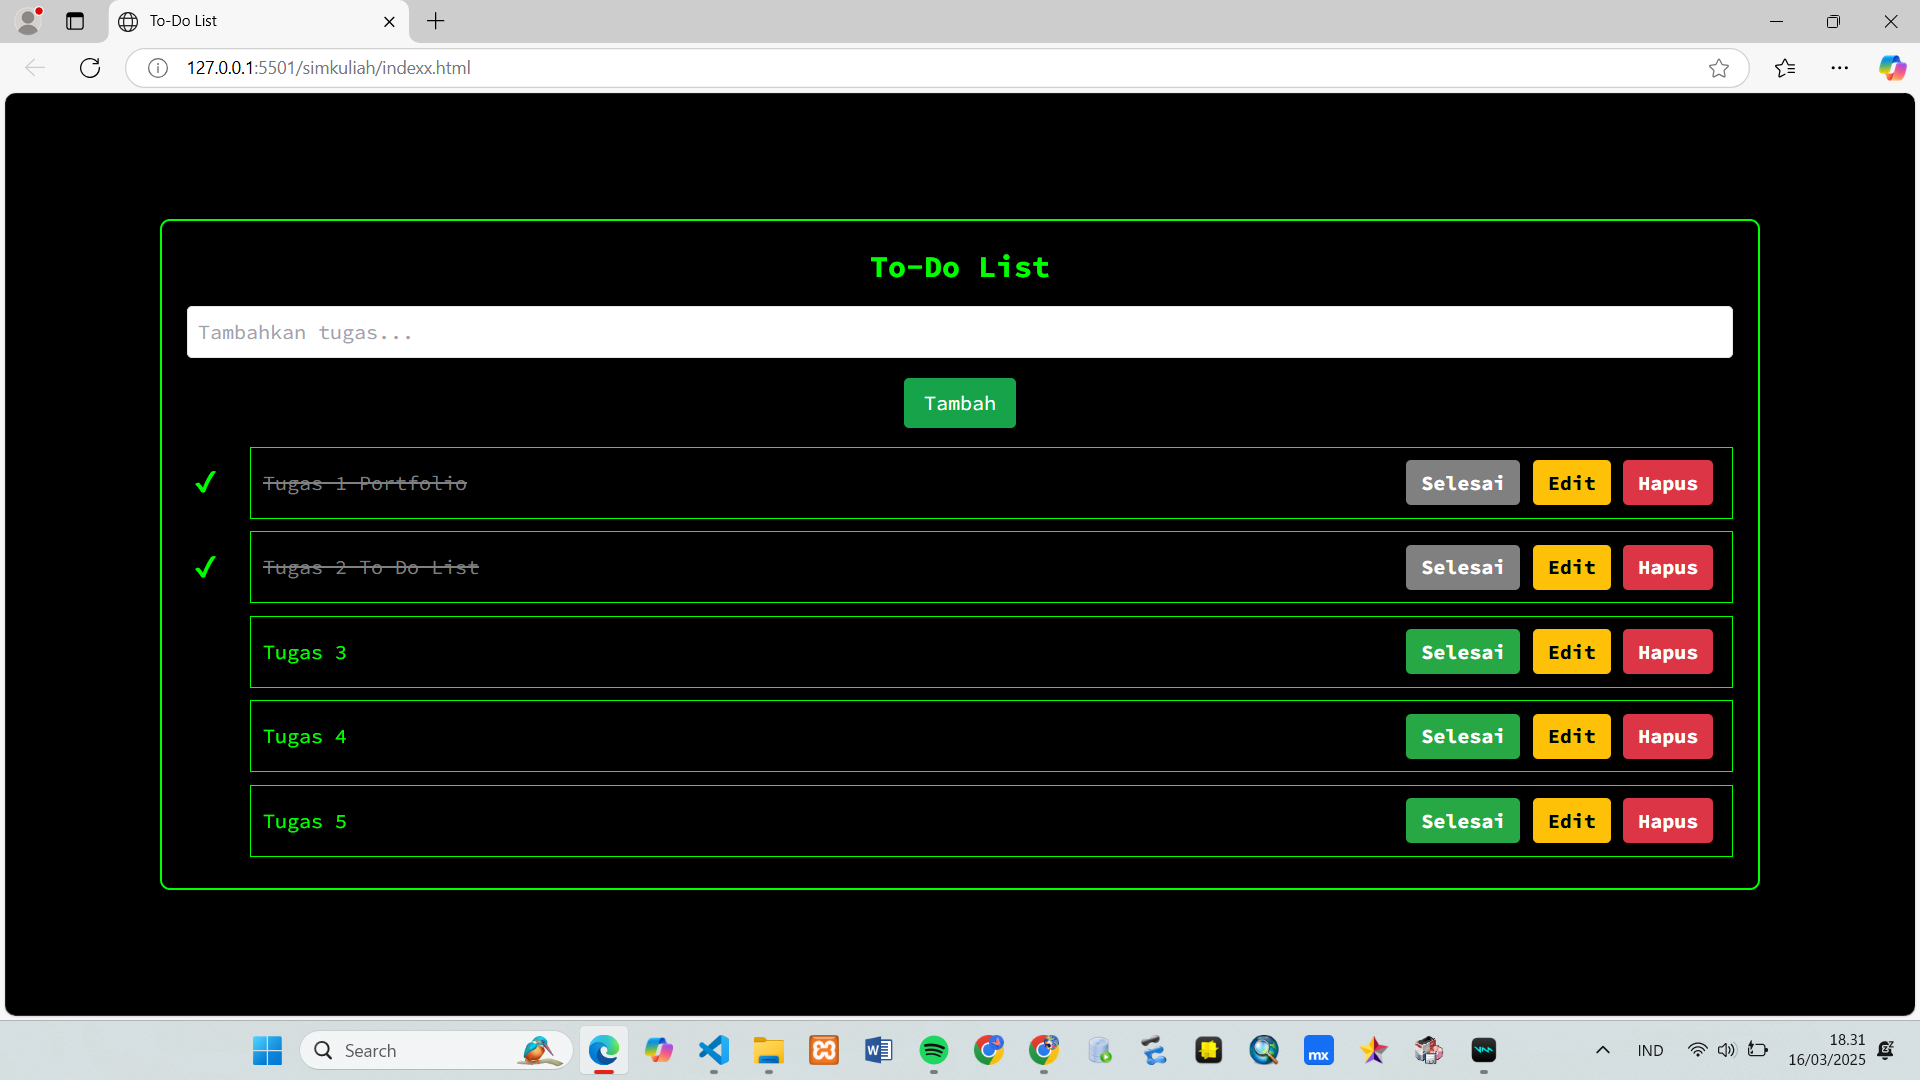 To-Do List
127.0.0.1:5501/simkuliah/indexx.html
To-Do List
Tambahkan tugas...
Tambah
✓ Tugas 1 Portfolio Selesai Edit Hapus
✓ Tugas 2 To Do List Selesai Edit Hapus
Tugas 3 Selesai Edit Hapus
Tugas 4 Selesai Edit Hapus
Tugas 5 Selesai Edit Hapus
Search
mx
IND
18.31
16/03/2025